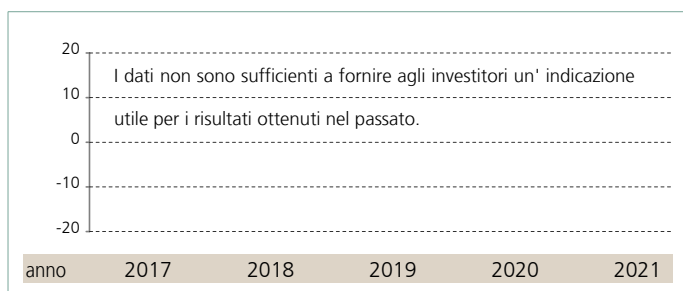 20
I dati non sono sufficienti a fornire agli investitori un' indicazione
10
utile per i risultati ottenuti nel passato.
0
-10
-20
anno 2017 2018 2019 2020 2021